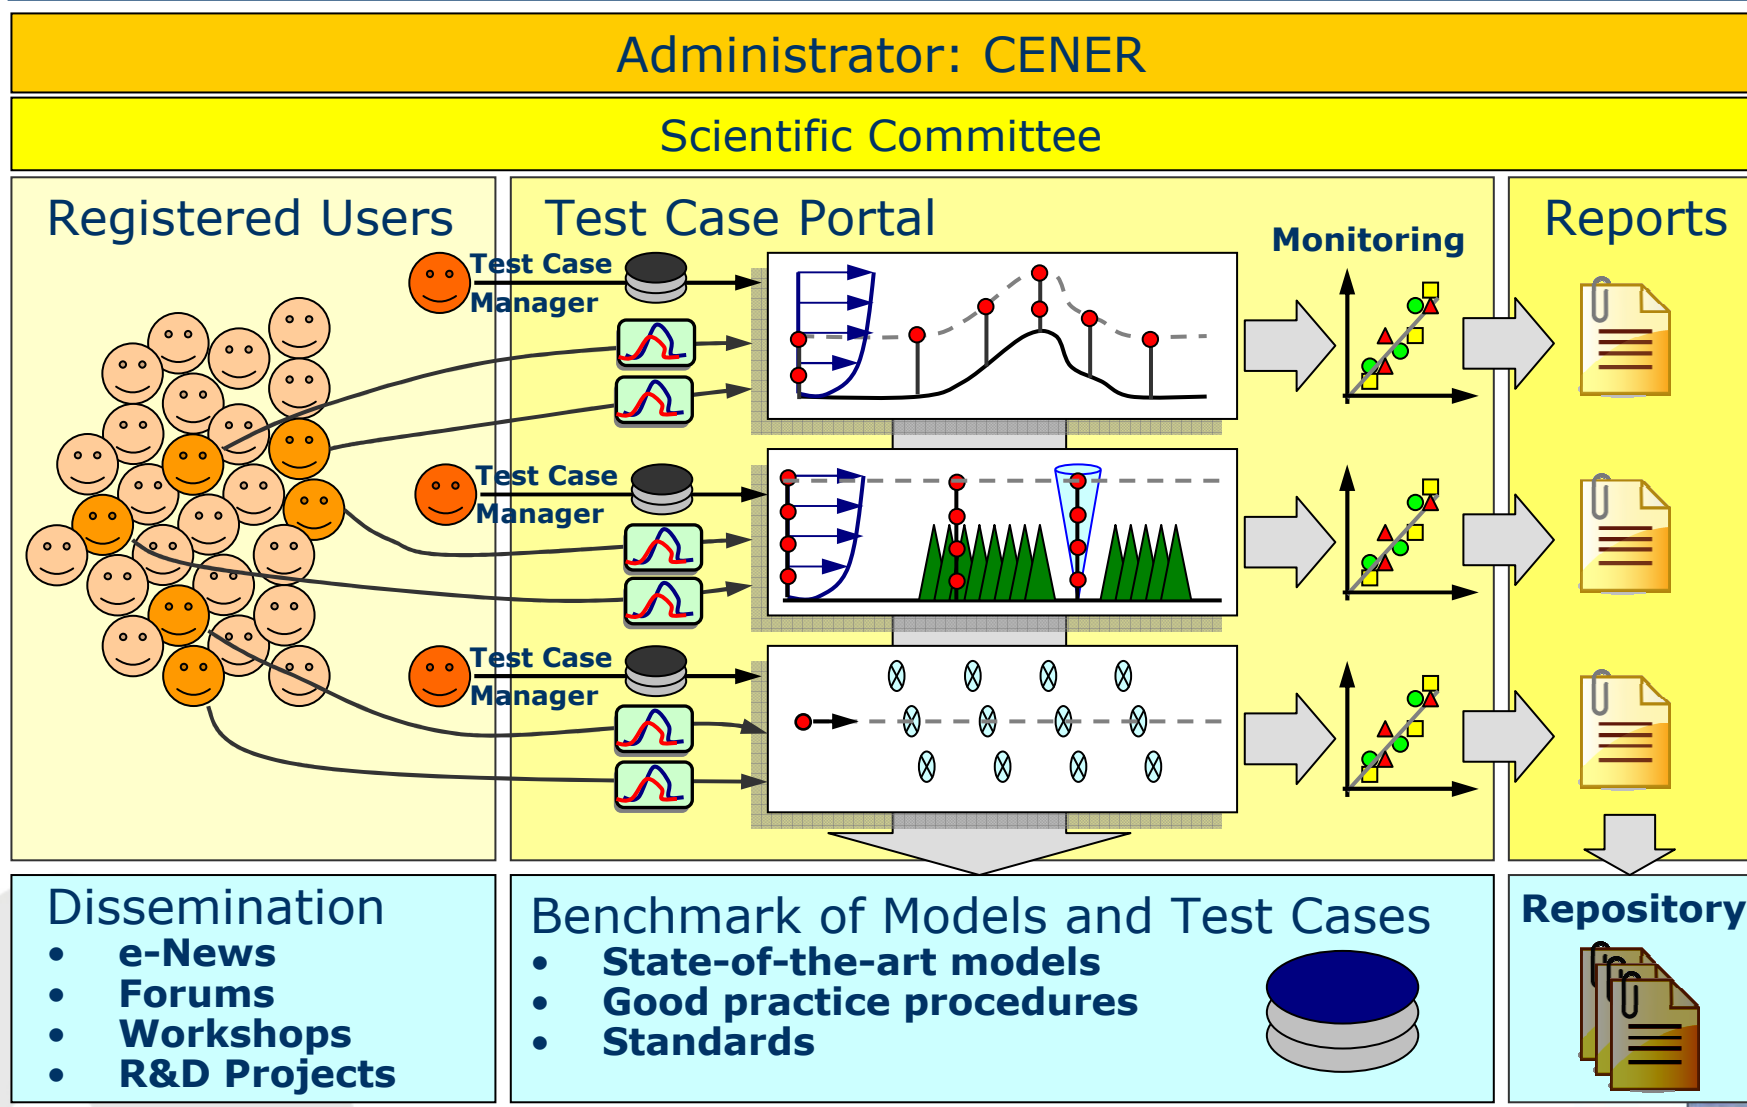 Administrator: CENER
Scientific Committee
Registered Users
Test Case Portal
Monitoring
Reports
Test Case
Manager
Test Case
Manager
Test Case
Manager
Dissemination
• e-News
• Forums
• Workshops
• R&D Projects
Benchmark of Models and Test Cases
• State-of-the-art models
• Good practice procedures
• Standards
Repository